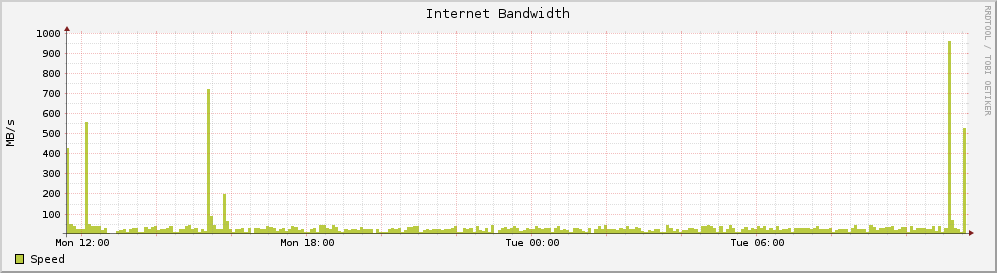 Internet Bandwidth
RRDTOOL / TOBI OETIKER
MB/s
1000
900
800
700
600
500
400
300
200
100
Mon 12:00 Mon 18:00 Tue 00:00 Tue 06:00
Speed